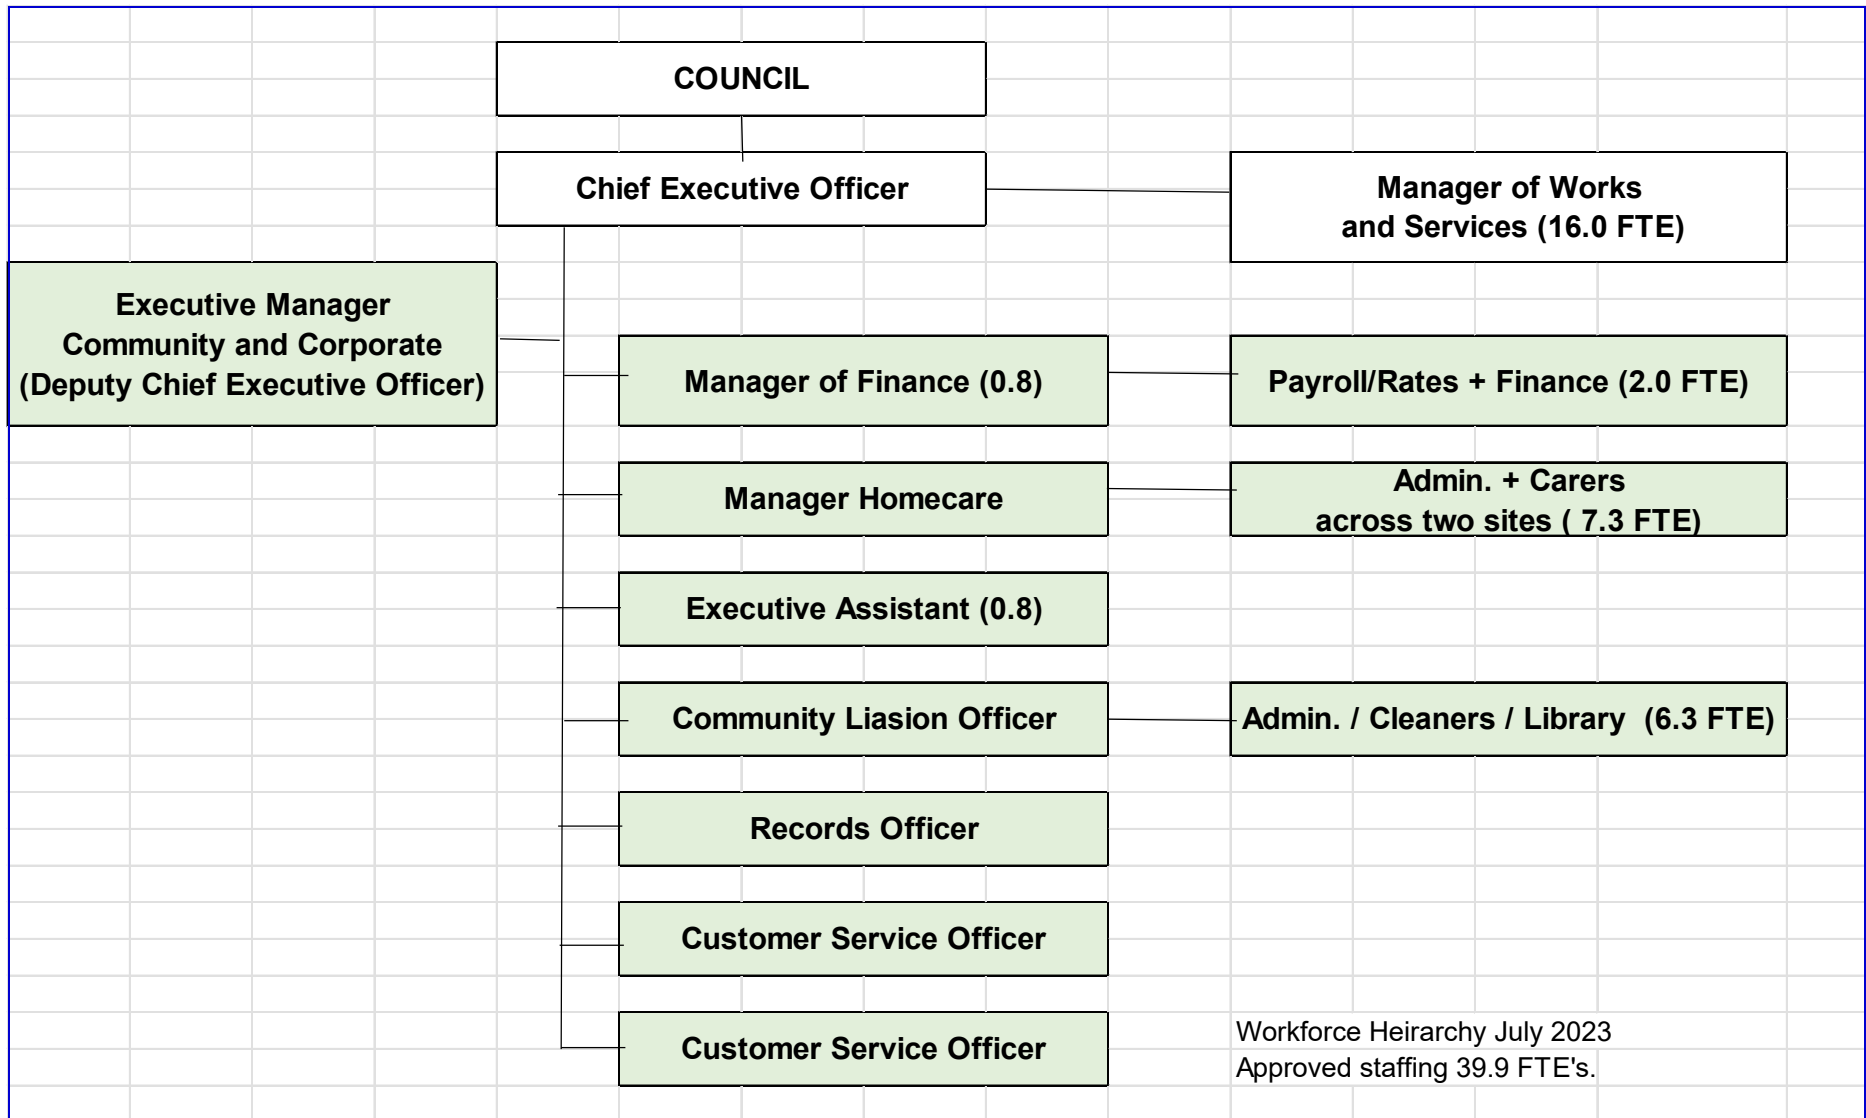 COUNCIL
Chief Executive Officer
Manager of Works
and Services (16.0 FTE)
Executive Manager
Community and Corporate
(Deputy Chief Executive Officer)
Manager of Finance (0.8)
Payroll/Rates + Finance (2.0 FTE)
Manager Homecare
Admin. + Carers
across two sites ( 7.3 FTE)
Executive Assistant (0.8)
Community Liasion Officer
Admin. / Cleaners / Library  (6.3 FTE)
Records Officer
Customer Service Officer
Customer Service Officer
Workforce Heirarchy July 2023
Approved staffing 39.9 FTE's.